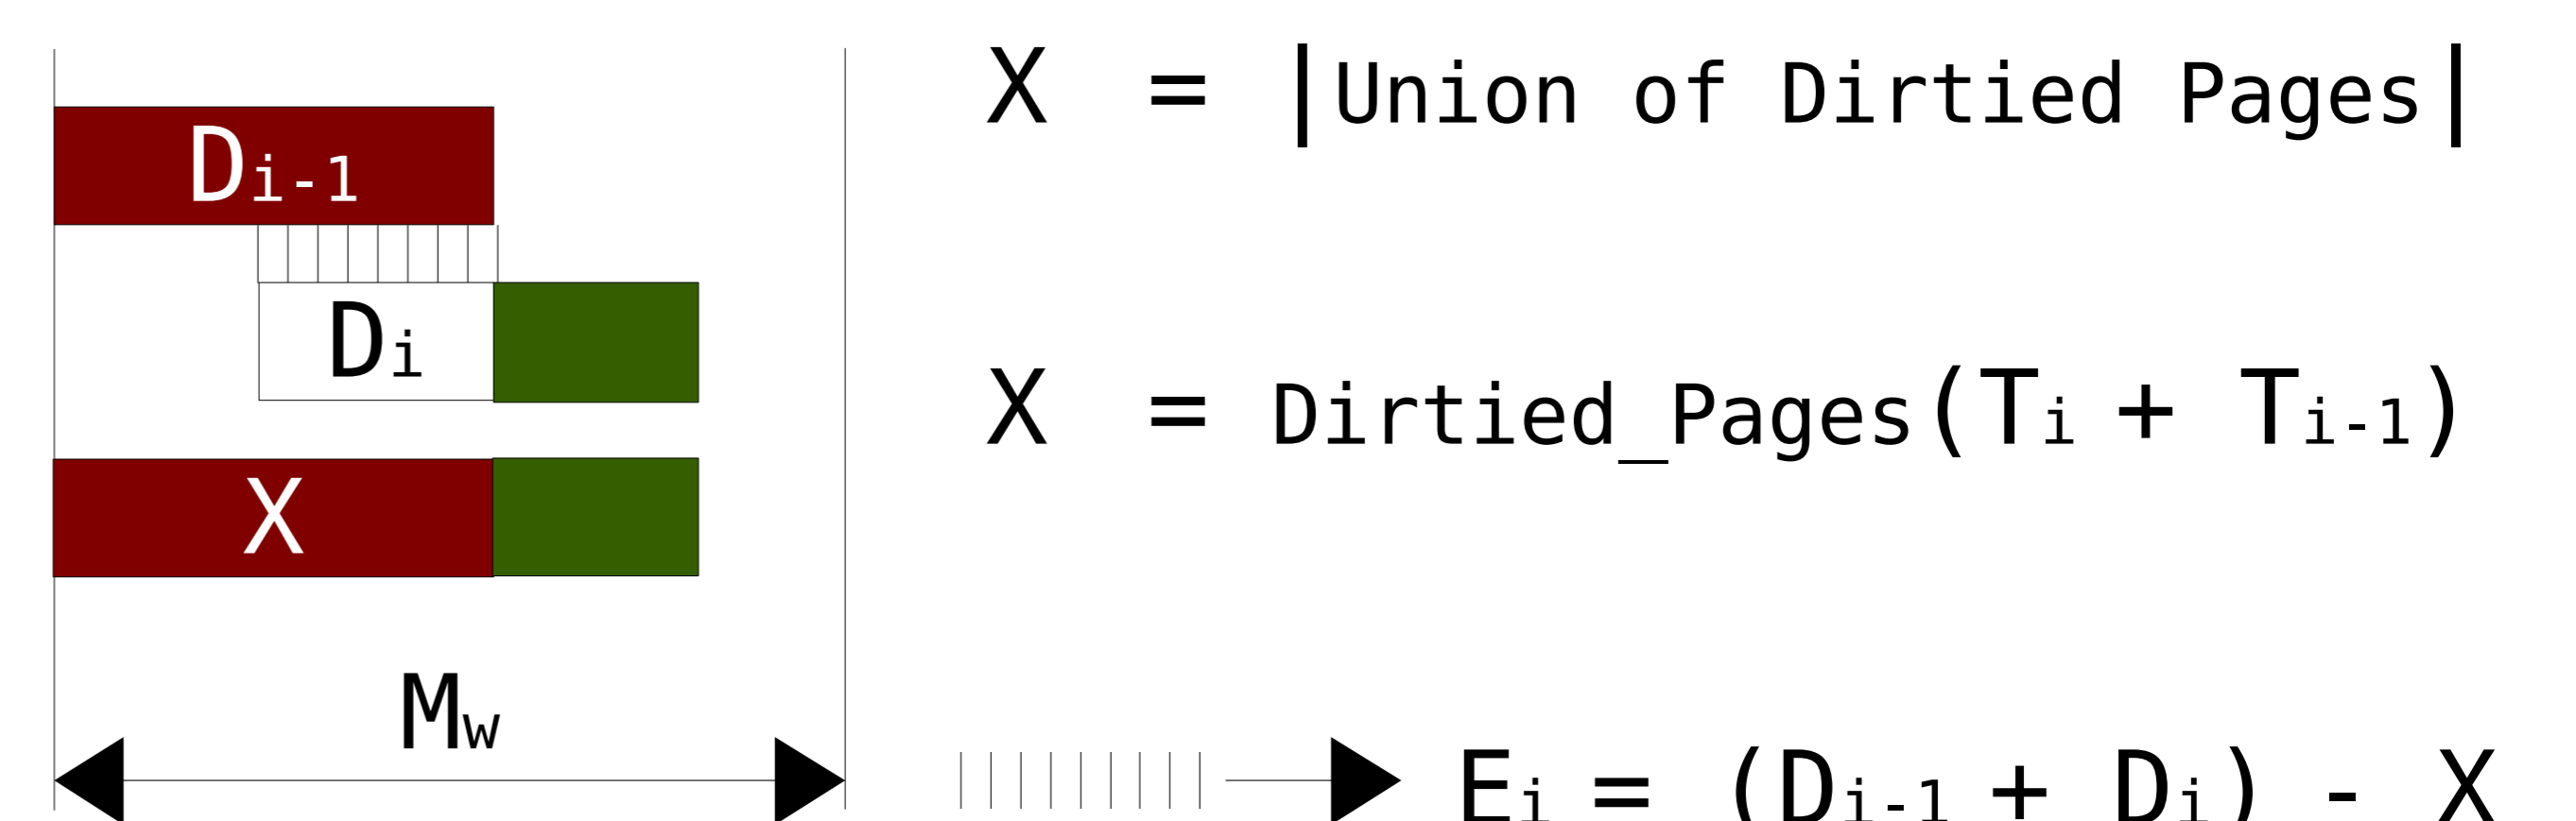 X = |Union of Dirtied Pages|
Di-1
Di
X = Dirtied_Pages(Ti + Ti-1)
X
Mw
Ei = (Di-1 + Di) - X